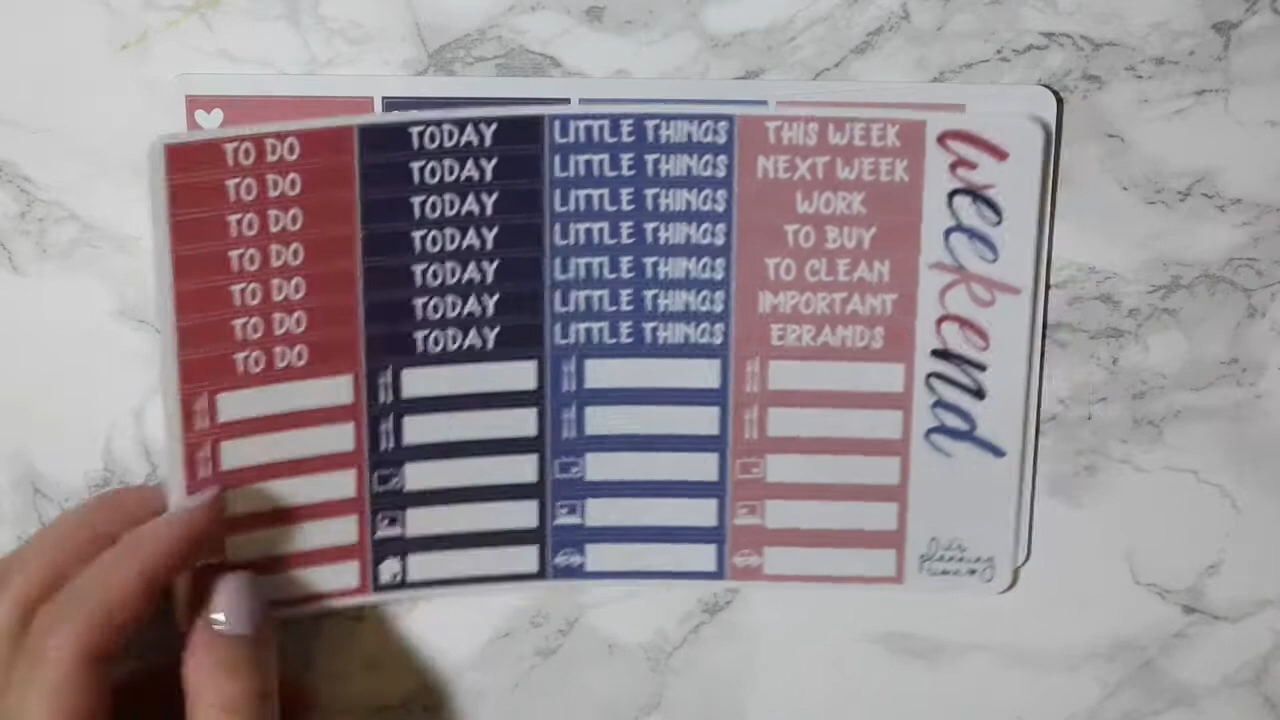 TO DO
TO DO
TO DO
TO DO
TO DO
TO DO
TO DO
TODAY
TODAY
TODAY
TODAY
TODAY
TODAY
TODAY
LITTLE THINGS
LITTLE THINGS
LITTLE THINGS
LITTLE THINGS
LITTLE THINGS
LITTLE THINGS
LITTLE THINGS
THIS WEEK
NEXT WEEK
WORK
TO BUY
TO CLEAN
IMPORTANT
ERRANDS
weekend
planning